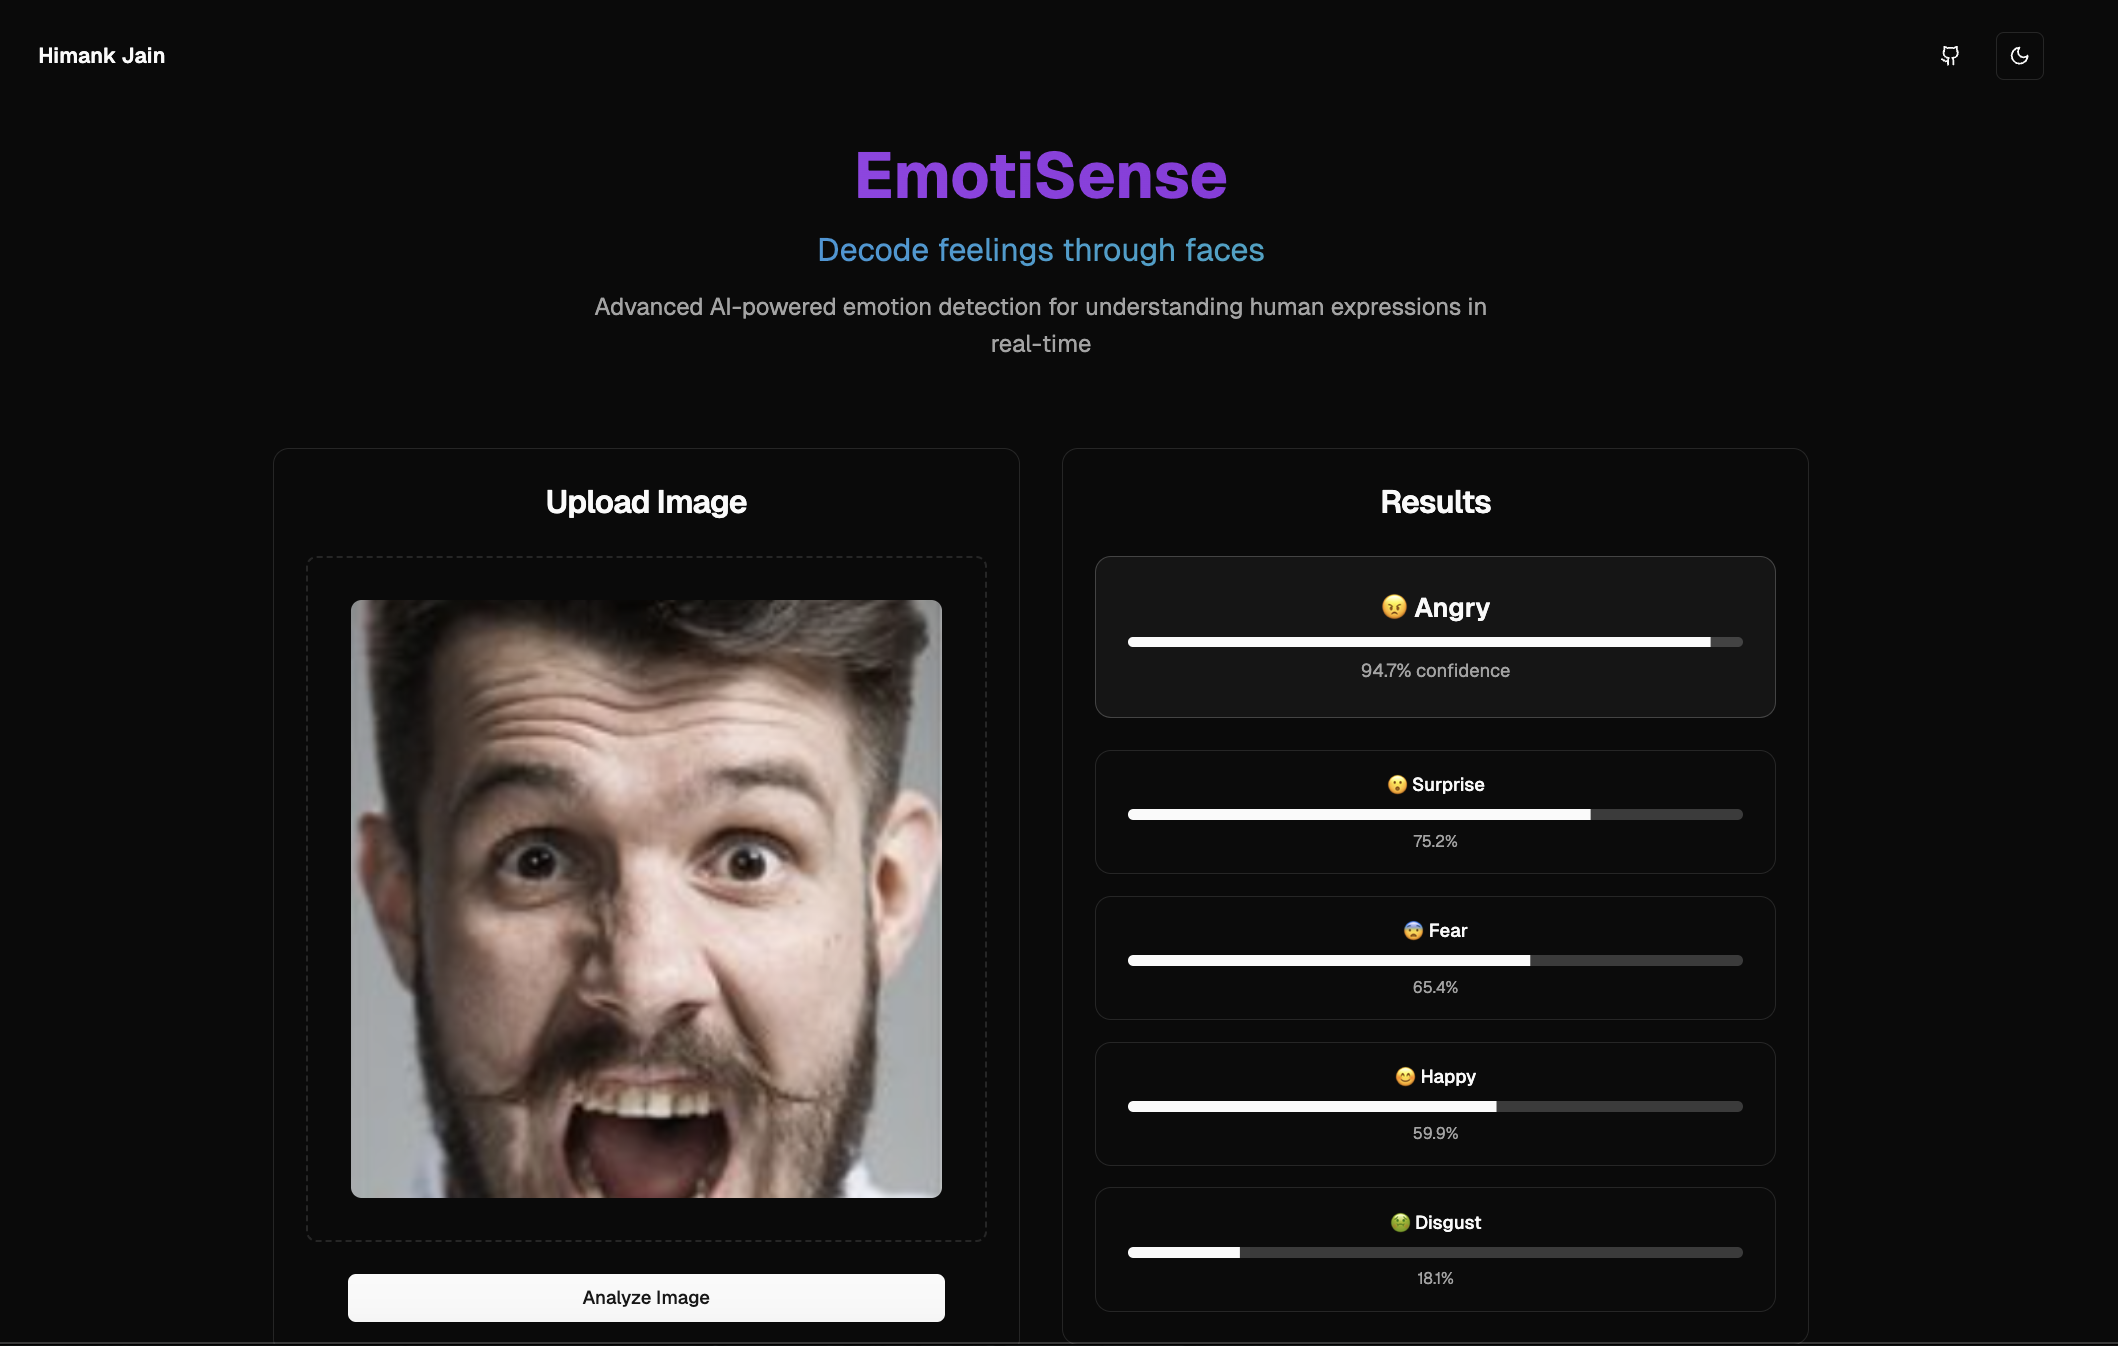 Himank Jain
EmotiSense
Decode feelings through faces
Advanced AI-powered emotion detection for understanding human expressions in
real-time
Upload Image
Analyze Image
Results
😠 Angry
94.7% confidence
😮 Surprise
75.2%
😨 Fear
65.4%
😊 Happy
59.9%
🤢 Disgust
18.1%